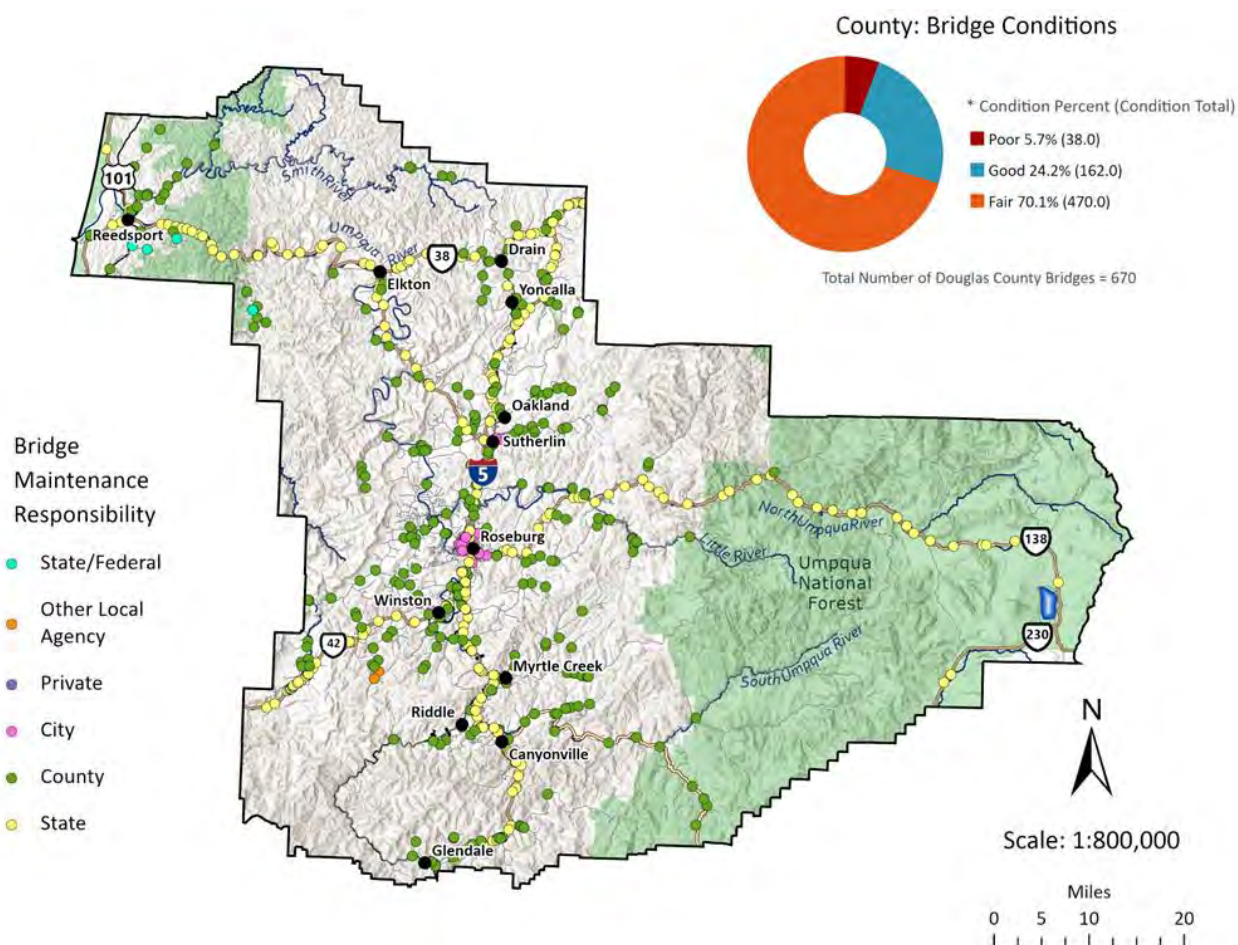 County: Bridge Conditions
* Condition Percent (Condition Total)
Poor 5.7% (38.0)
Good 24.2% (162.0)
Fair 70.1% (470.0)
Total Number of Douglas County Bridges = 670
101
Smith River
Reedsport
Umpqua River
38
Drain
Elkton
Yoncalla
Oakland
Sutherlin
5
Bridge
Maintenance
Responsibility
State/Federal
Other Local
Agency
Private
City
County
State
North Umpqua River
Roseburg
Little River
138
Umpqua
National
Forest
Winston
42
230
South Umpqua River
Myrtle Creek
Riddle
Canyonville
Glendale
N
Scale: 1:800,000
Miles
0 5 10 20